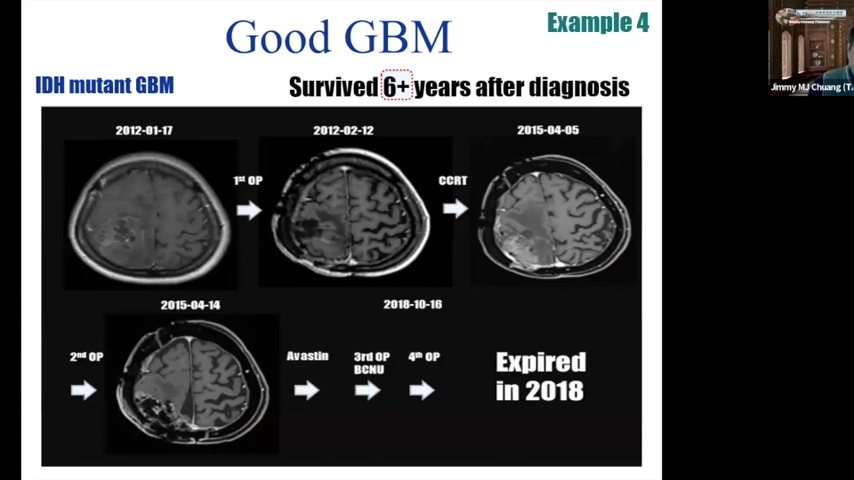 Good GBM
Example 4
IDH mutant GBM
Survived 6+ years after diagnosis
2012-01-17
2012-02-12
2015-04-05
1st OP
CCRT
2015-04-14
2018-10-16
2nd OP
Avastin
3rd OP
BCNU
4th OP
Expired
in 2018
Jimmy MJ Chuang (T.